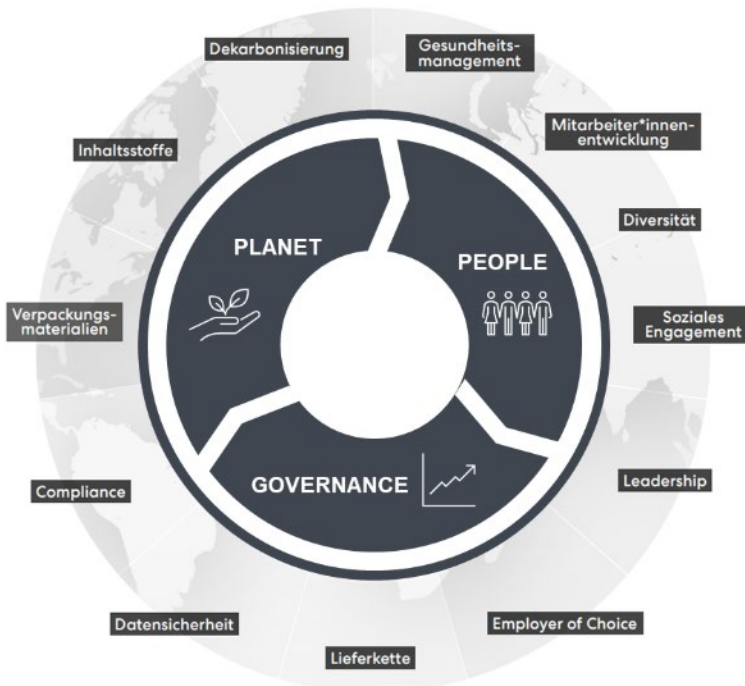 Dekarbonisierung
Gesundheits-
management
Mitarbeiter*innen-
entwicklung
Inhaltsstoffe
Diversität
PLANET
PEOPLE
Verpackungs-
materialien
Soziales
Engagement
GOVERNANCE
Compliance
Leadership
Datensicherheit
Employer of Choice
Lieferkette